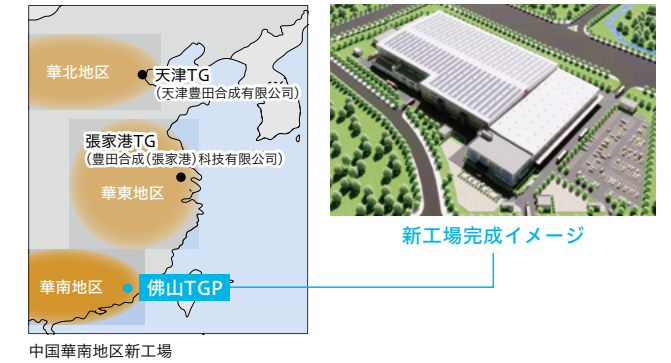 華北地区
天津TG
(天津豊田合成有限公司)
張家港TG
(豊田合成(張家港)科技有限公司)
華東地区
華南地区
佛山TGP
新工場完成イメージ
中国華南地区新工場